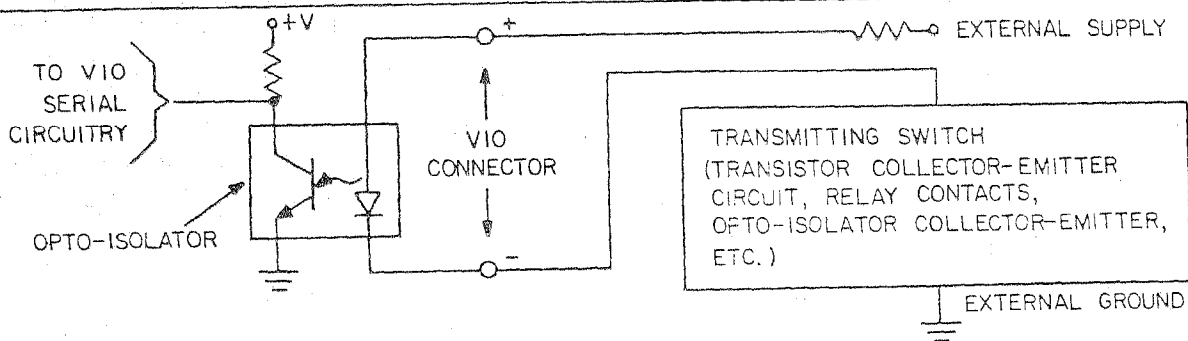 +V
TO VIO
SERIAL
CIRCUITRY
OPTO-ISOLATOR
+
VIO
CONNECTOR
-
EXTERNAL SUPPLY
TRANSMITTING SWITCH
(TRANSISTOR COLLECTOR-EMITTER
CIRCUIT, RELAY CONTACTS,
OPTO-ISOLATOR COLLECTOR-EMITTER,
ETC.)
EXTERNAL GROUND